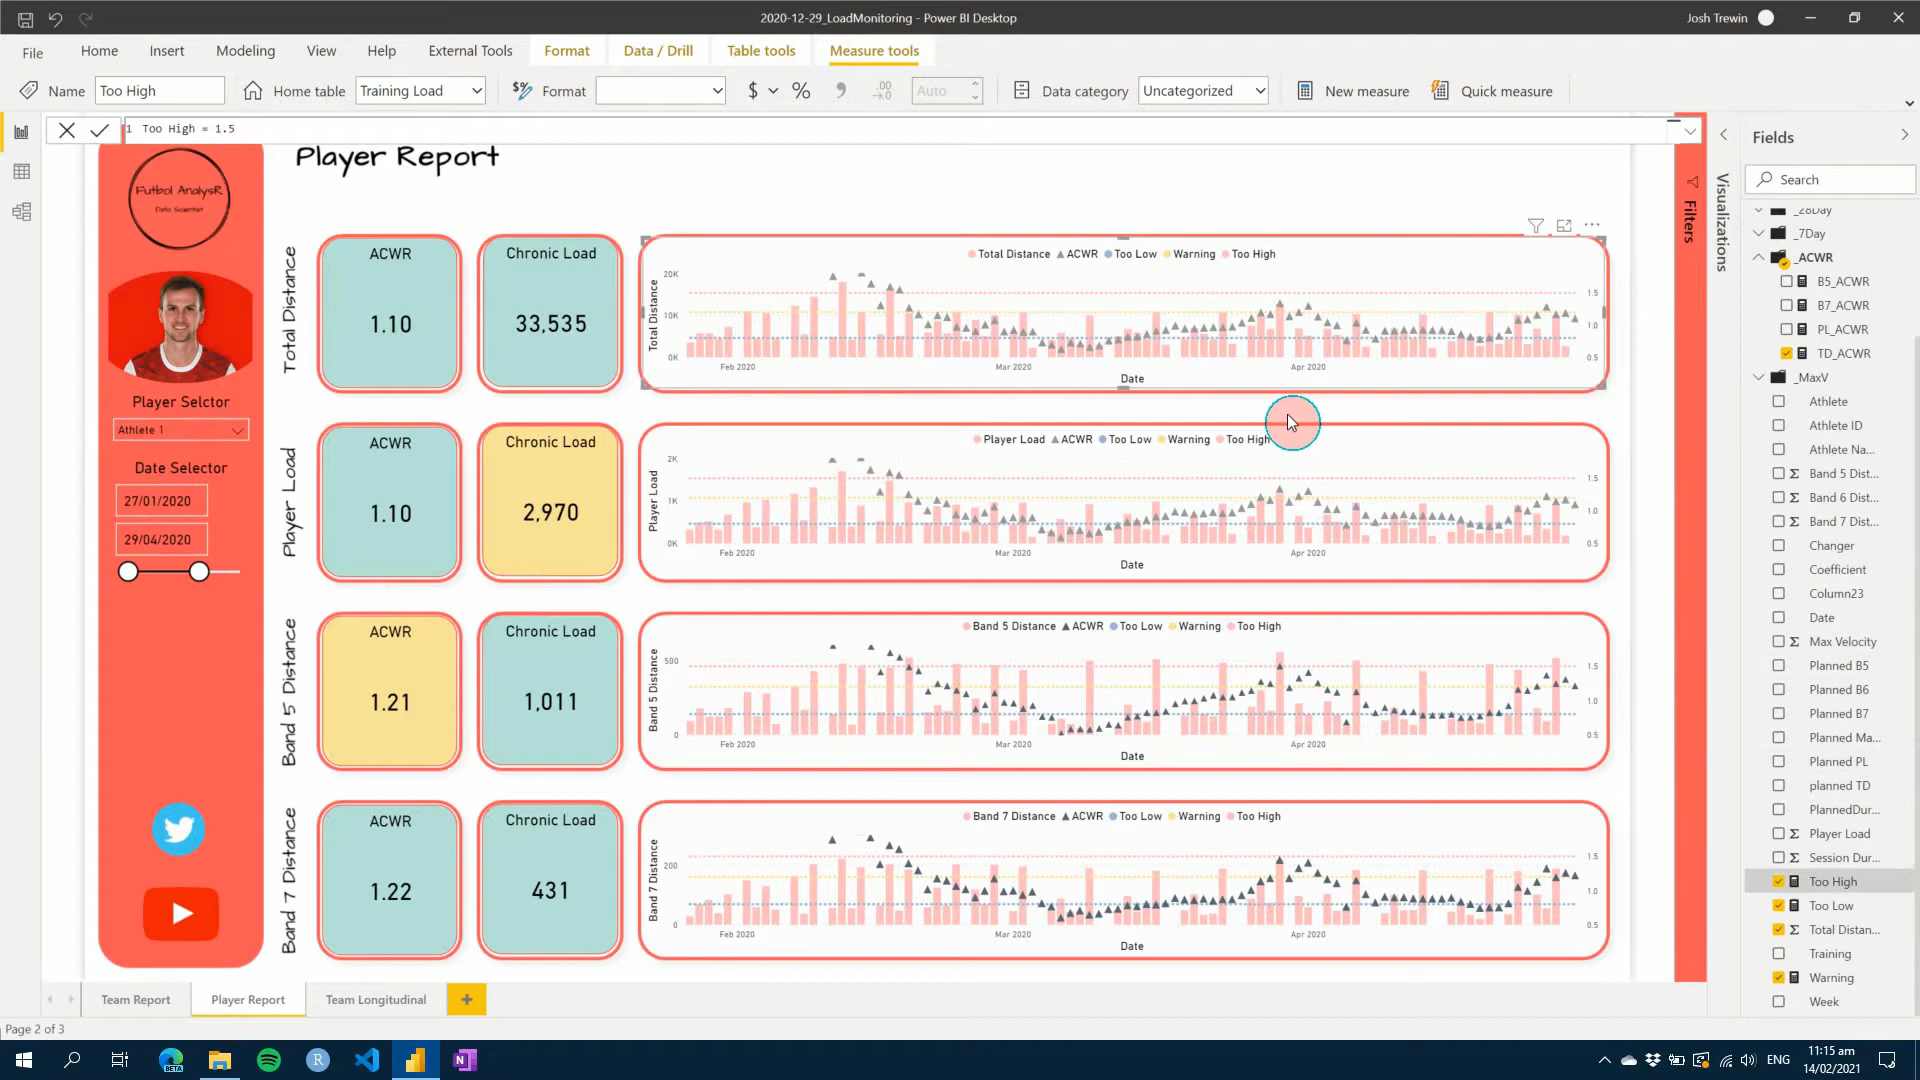 2020-12-29_LoadMonitoring - Power BI Desktop
Josh Trewin
File Home Insert Modeling View Help External Tools Format Data / Drill Table tools Measure tools
Name Too High Home table Training Load Format $ % Auto Data category Uncategorized New measure Quick measure
1 Too High = 1.5
Player Report
Futbol AnalysR
Data Scientist
Player Selctor
Athlete 1
Date Selector
27/01/2020
29/04/2020
Total Distance
ACWR
1.10
Chronic Load
33,535
Total Distance ACWR Too Low Warning Too High
Total Distance
20K
10K
0K
1.5
1.0
0.5
Feb 2020 Mar 2020 Apr 2020
Date
Player Load
ACWR
1.10
Chronic Load
2,970
Player Load ACWR Too Low Warning Too High
Player Load
2K
1K
0K
1.5
1.0
0.5
Feb 2020 Mar 2020 Apr 2020
Date
Band 5 Distance
ACWR
1.21
Chronic Load
1,011
Band 5 Distance ACWR Too Low Warning Too High
Band 5 Distance
500
0
1.5
1.0
0.5
Feb 2020 Mar 2020 Apr 2020
Date
Band 7 Distance
ACWR
1.22
Chronic Load
431
Band 7 Distance ACWR Too Low Warning Too High
Band 7 Distance
200
0
1.5
1.0
0.5
Feb 2020 Mar 2020 Apr 2020
Date
Filters
Visualizations
Fields
Search
_28Day
_7Day
_ACWR
B5_ACWR
B7_ACWR
PL_ACWR
TD_ACWR
_MaxV
Athlete
Athlete ID
Athlete Na...
Band 5 Dist...
Band 6 Dist...
Band 7 Dist...
Changer
Coefficient
Column23
Date
Max Velocity
Planned B5
Planned B6
Planned B7
Planned Ma...
Planned PL
planned TD
PlannedDur...
Player Load
Session Dur...
Too High
Too Low
Total Distan...
Training
Warning
Week
Team Report Player Report Team Longitudinal +
Page 2 of 3
BETA
R
N
ENG
11:15 am
14/02/2021